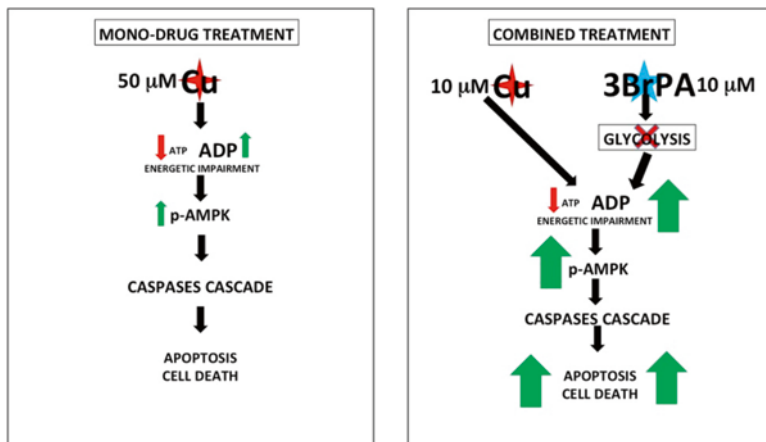 MONO-DRUG TREATMENT
50 μM Cu
ATP ADP
ENERGETIC IMPAIRMENT
p-AMPK
CASPASES CASCADE
APOPTOSIS
CELL DEATH
COMBINED TREATMENT
10 μM Cu 3BrPA 10 μM
GLYCOLYSIS
ATP ADP
ENERGETIC IMPAIRMENT
p-AMPK
CASPASES CASCADE
APOPTOSIS
CELL DEATH